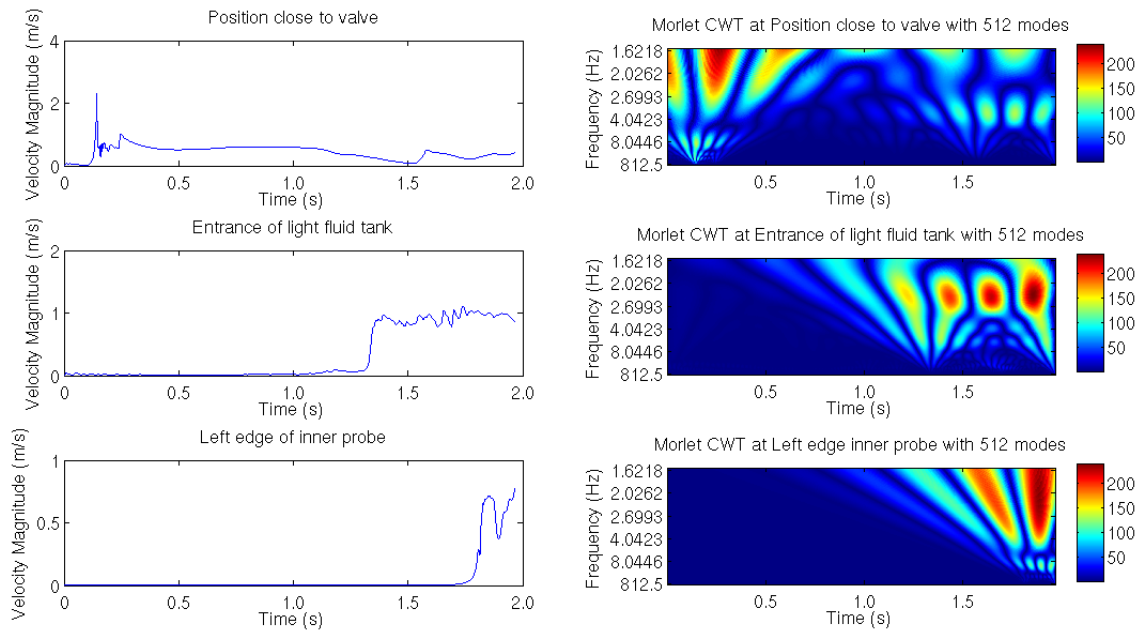 Position close to valve
Velocity Magnitude (m/s)
4
2
0
0 0.5 1.0 1.5 2.0
Time (s)
Morlet CWT at Position close to valve with 512 modes
Frequency (Hz)
1.6218
2.0262
2.6993
4.0423
8.0446
812.5
0.5 1.0 1.5
Time (s)
200
150
100
50
Entrance of light fluid tank
Velocity Magnitude (m/s)
2
1
0
0 0.5 1.0 1.5 2.0
Time (s)
Morlet CWT at Entrance of light fluid tank with 512 modes
Frequency (Hz)
1.6218
2.0262
2.6993
4.0423
8.0446
812.5
0.5 1.0 1.5
Time (s)
200
150
100
50
Left edge of inner probe
Velocity Magnitude (m/s)
1
0.5
0
0 0.5 1.0 1.5 2.0
Time (s)
Morlet CWT at Left edge inner probe with 512 modes
Frequency (Hz)
1.6218
2.0262
2.6993
4.0423
8.0446
812.5
0.5 1.0 1.5
Time (s)
200
150
100
50